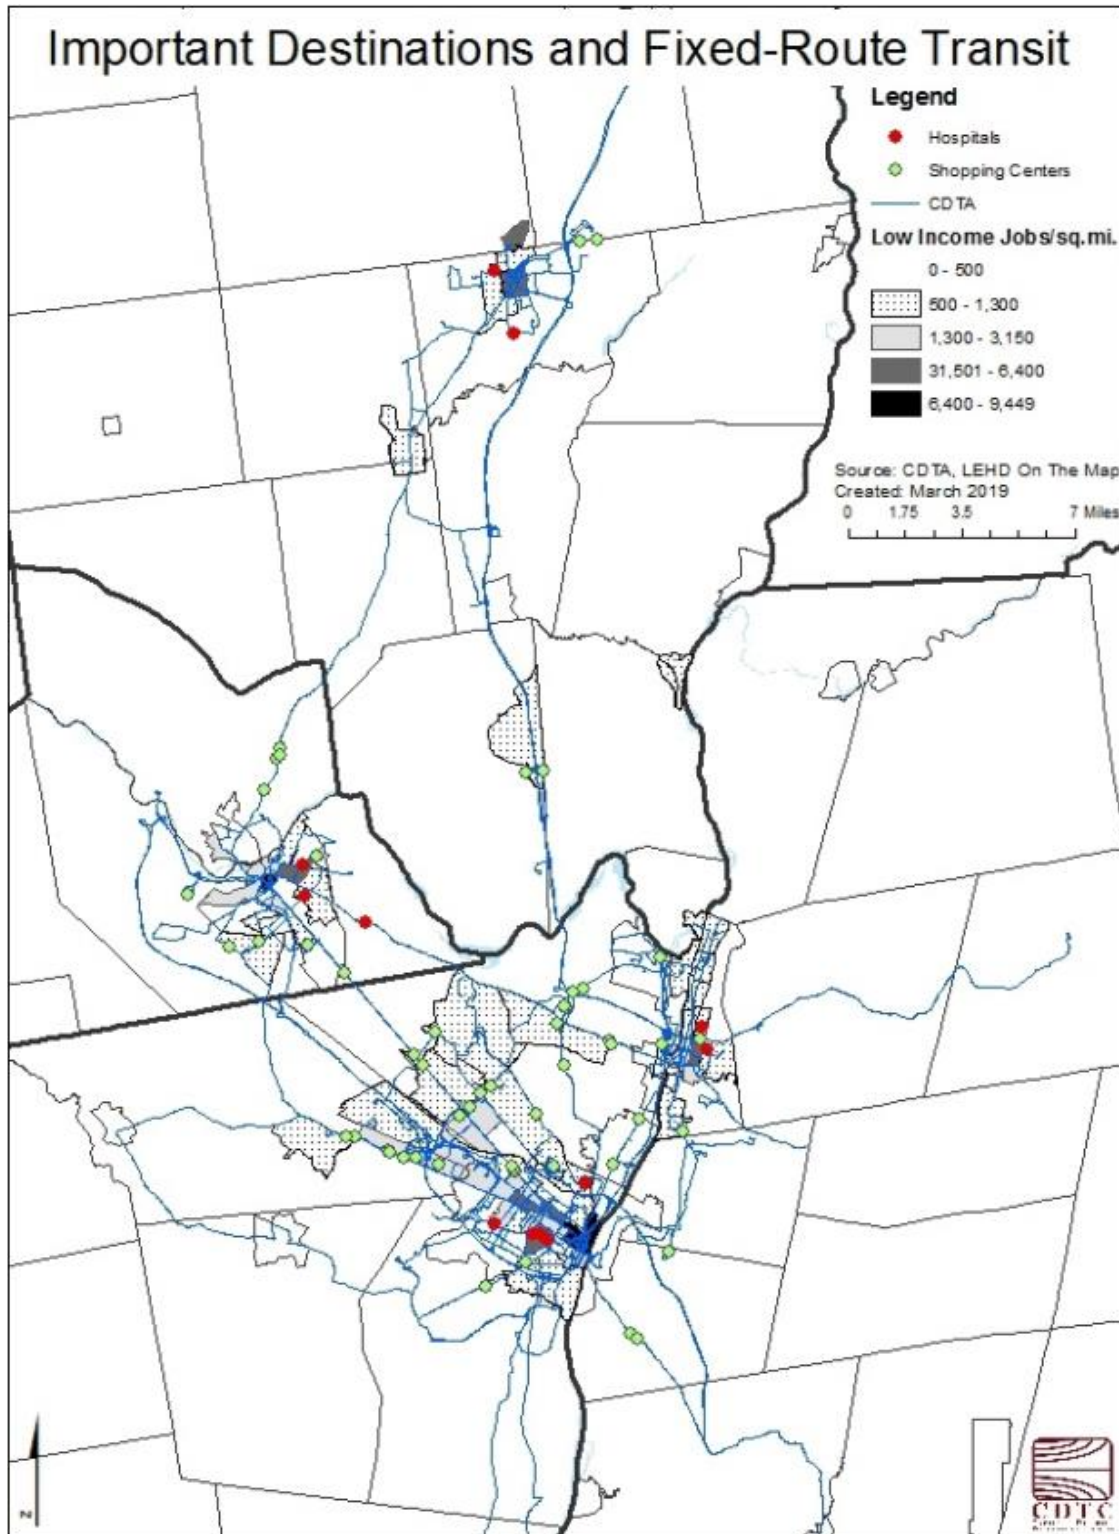 Important Destinations and Fixed-Route Transit
Legend
Hospitals
Shopping Centers
CDTA
Low Income Jobs/sq.mi.
0 - 500
500 - 1,300
1,300 - 3,150
31,501 - 6,400
6,400 - 9,449
Source: CDTA, LEHD On The Map
Created: March 2019
0 1.75 3.5 7 Miles
N
CDTC